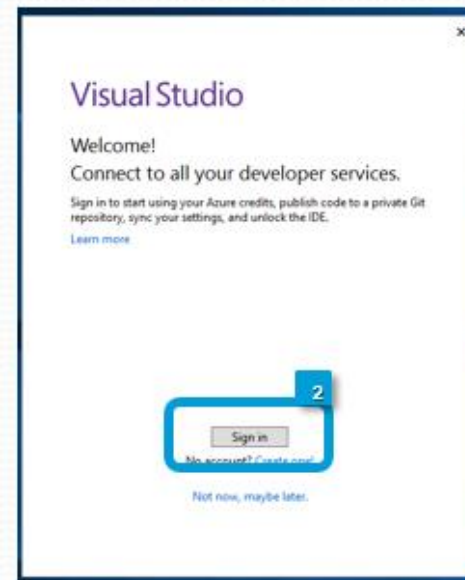 Visual Studio
Welcome!
Connect to all your developer services.
Sign in to start using your Azure credits, publish code to a private Git
repository, sync your settings, and unlock the IDE.
Learn more
2
Sign in
No account? Create one!
Not now, maybe later.